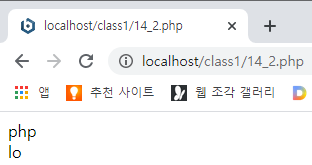 localhost/class1/14_2.php
localhost/class1/14_2.php
앱 추천 사이트 웹 조각 갤러리
php
lo